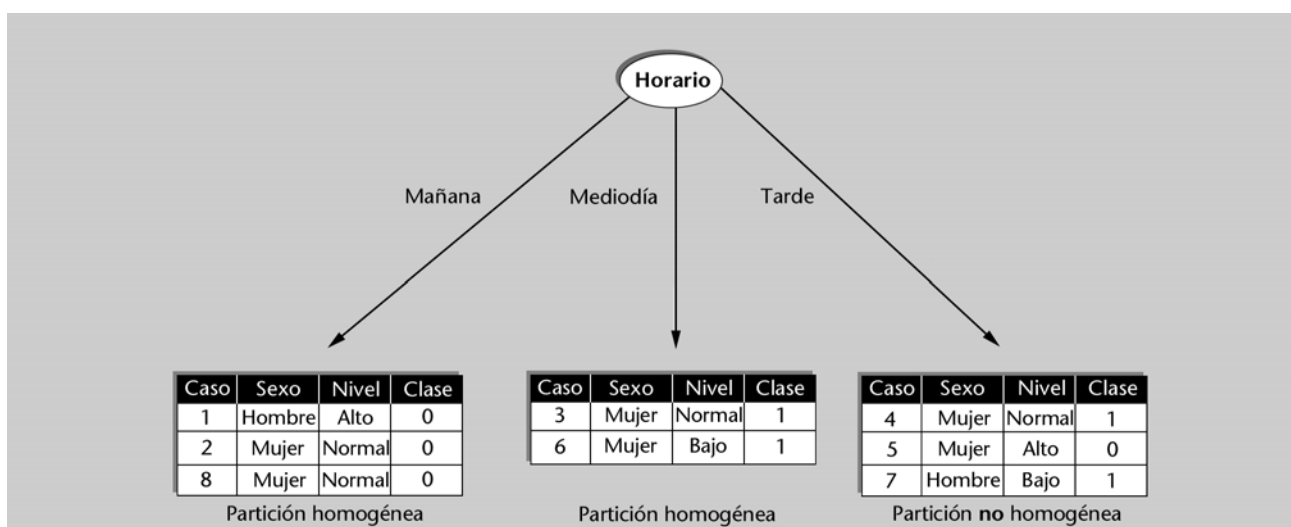 Horario
Mañana Mediodía Tarde
Caso Sexo Nivel Clase
1 Hombre Alto 0
2 Mujer Normal 0
8 Mujer Normal 0
Partición homogénea
Caso Sexo Nivel Clase
3 Mujer Normal 1
6 Mujer Bajo 1
Partición homogénea
Caso Sexo Nivel Clase
4 Mujer Normal 1
5 Mujer Alto 0
7 Hombre Bajo 1
Partición no homogénea